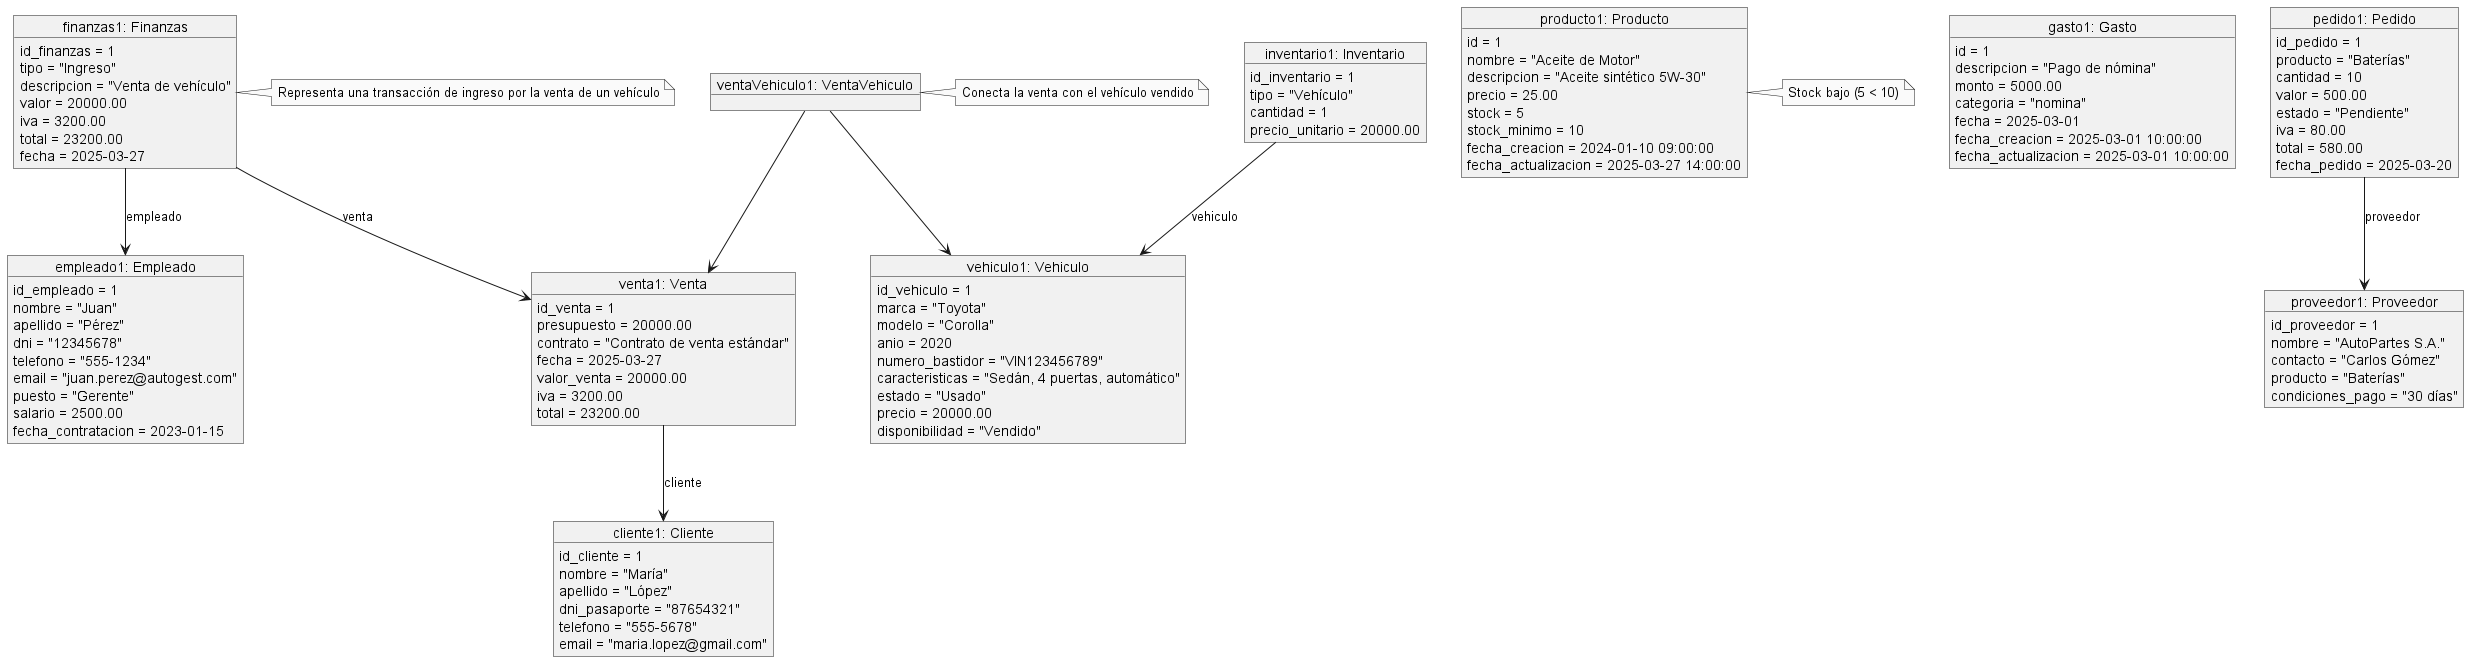 finanzas1: Finanzas
id_finanzas = 1
tipo = "Ingreso"
descripcion = "Venta de vehículo"
valor = 20000.00
iva = 3200.00
total = 23200.00
fecha = 2025-03-27
Representa una transacción de ingreso por la venta de un vehículo
ventaVehiculo1: VentaVehiculo
Conecta la venta con el vehículo vendido
inventario1: Inventario
id_inventario = 1
tipo = "Vehículo"
cantidad = 1
precio_unitario = 20000.00
producto1: Producto
id = 1
nombre = "Aceite de Motor"
descripcion = "Aceite sintético 5W-30"
precio = 25.00
stock = 5
stock_minimo = 10
fecha_creacion = 2024-01-10 09:00:00
fecha_actualizacion = 2025-03-27 14:00:00
Stock bajo (5 < 10)
gasto1: Gasto
id = 1
descripcion = "Pago de nómina"
monto = 5000.00
categoria = "nomina"
fecha = 2025-03-01
fecha_creacion = 2025-03-01 10:00:00
fecha_actualizacion = 2025-03-01 10:00:00
pedido1: Pedido
id_pedido = 1
producto = "Baterías"
cantidad = 10
valor = 500.00
estado = "Pendiente"
iva = 80.00
total = 580.00
fecha_pedido = 2025-03-20
empleado
venta
vehiculo
proveedor
empleado1: Empleado
id_empleado = 1
nombre = "Juan"
apellido = "Pérez"
dni = "12345678"
telefono = "555-1234"
email = "juan.perez@autogest.com"
puesto = "Gerente"
salario = 2500.00
fecha_contratacion = 2023-01-15
venta1: Venta
id_venta = 1
presupuesto = 20000.00
contrato = "Contrato de venta estándar"
fecha = 2025-03-27
valor_venta = 20000.00
iva = 3200.00
total = 23200.00
vehiculo1: Vehiculo
id_vehiculo = 1
marca = "Toyota"
modelo = "Corolla"
anio = 2020
numero_bastidor = "VIN123456789"
caracteristicas = "Sedán, 4 puertas, automático"
estado = "Usado"
precio = 20000.00
disponibilidad = "Vendido"
proveedor1: Proveedor
id_proveedor = 1
nombre = "AutoPartes S.A."
contacto = "Carlos Gómez"
producto = "Baterías"
condiciones_pago = "30 días"
cliente
cliente1: Cliente
id_cliente = 1
nombre = "María"
apellido = "López"
dni_pasaporte = "87654321"
telefono = "555-5678"
email = "maria.lopez@gmail.com"